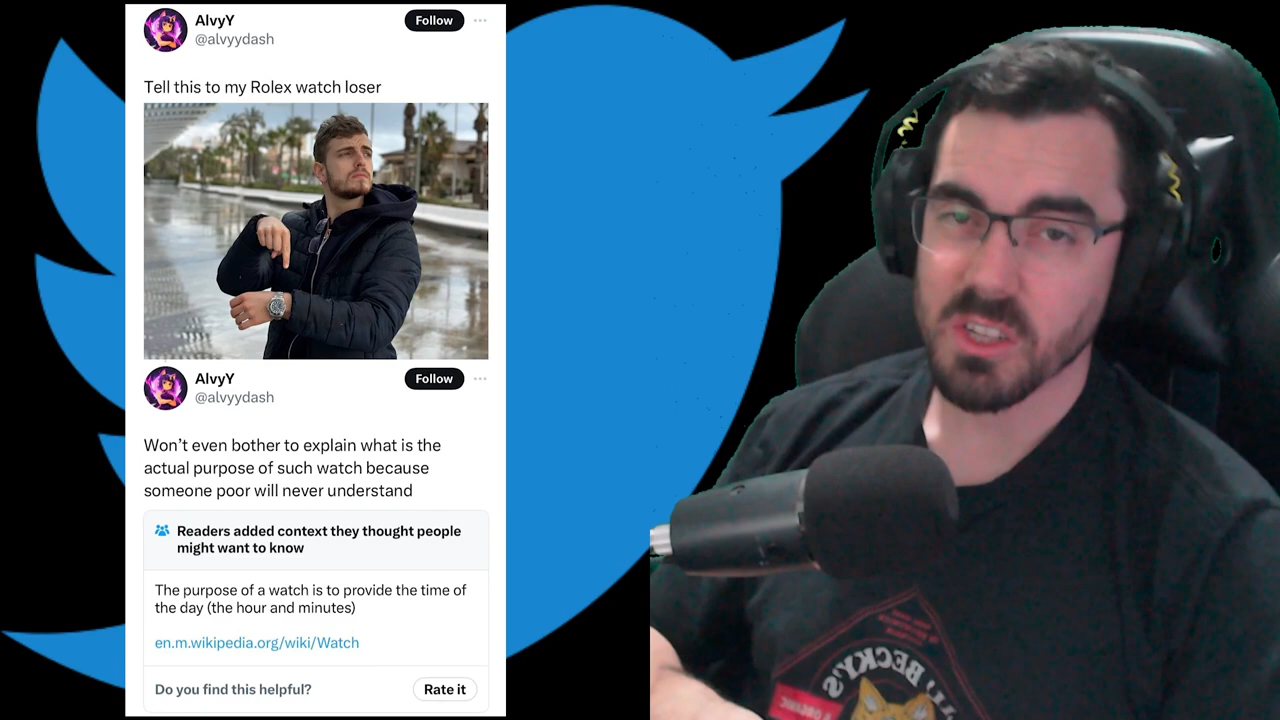 AlvyY
Follow
@alvyydash
Tell this to my Rolex watch loser
AlvyY
Follow
@alvyydash
Won’t even bother to explain what is the
actual purpose of such watch because
someone poor will never understand
Readers added context they thought people
might want to know
The purpose of a watch is to provide the time of
the day (the hour and minutes)
en.m.wikipedia.org/wiki/Watch
Do you find this helpful?
Rate it
BECKY'S